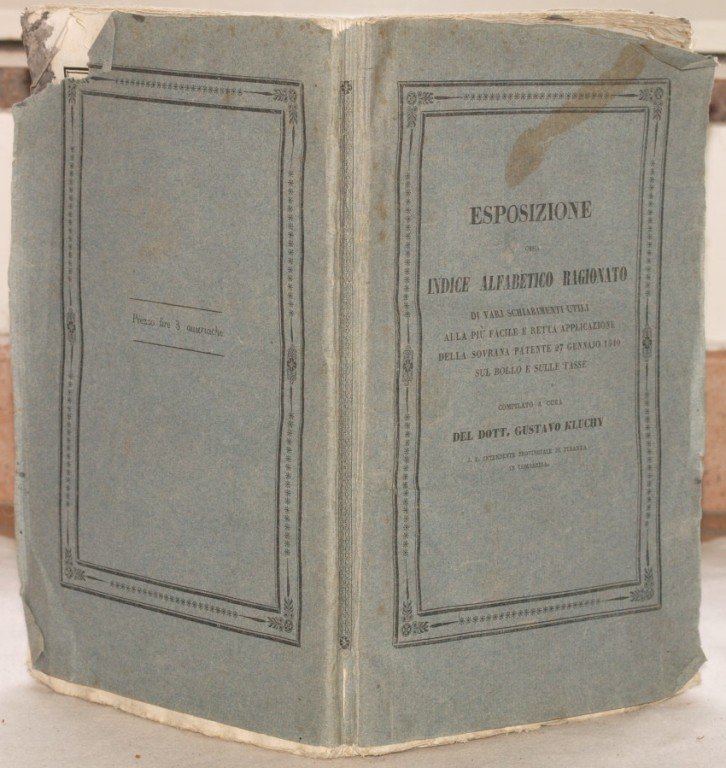 Prezzo lire 3 austriache
ESPOSIZIONE
OSSIA
INDICE ALFABETICO RAGIONATO
DI VARJ SCHIARIMENTI UTILI
ALLA PIÙ FACILE E RETTA APPLICAZIONE
DELLA SOVRANA PATENTE 27 GENNAJO 1840
SUL BOLLO E SULLE TASSE
COMPILATO A CURA
DEL DOTT. GUSTAVO KLUCHY
I. R. INTENDENTE PROVINCIALE DI FINANZA
IN LOMBARDIA.